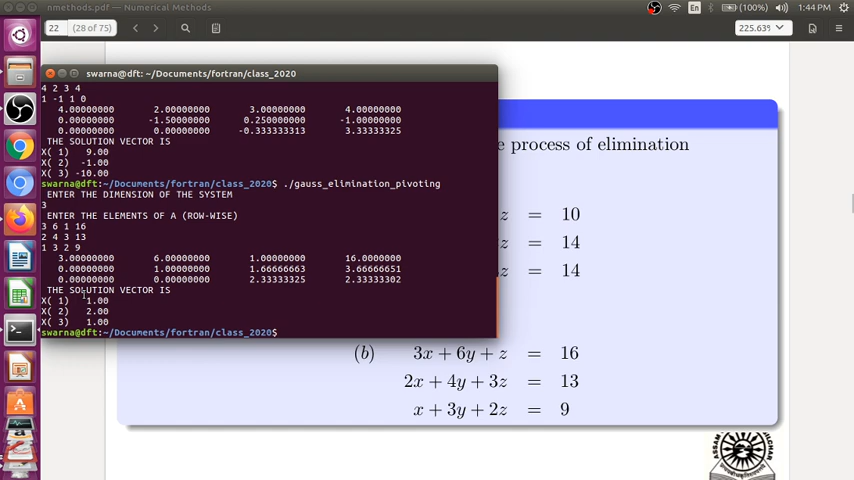 nmethods.pdf — Numerical Methods
En
(100%)
1:44 PM
22
(28 of 75)
225.63%
swarna@dft: ~/Documents/fortran/class_2020
4 2 3 4
1 -1 1 0
4.00000000 2.00000000 3.00000000 4.00000000
0.00000000 -1.50000000 0.250000000 -1.00000000
0.00000000 0.00000000 -0.333333313 3.33333325
THE SOLUTION VECTOR IS
X( 1) 9.00
X( 2) -1.00
X( 3) -10.00
swarna@dft:~/Documents/fortran/class_2020$ ./gauss_elimination_pivoting
ENTER THE DIMENSION OF THE SYSTEM
3
ENTER THE ELEMENTS OF A (ROW-WISE)
3 6 1 16
2 4 3 13
1 3 2 9
3.00000000 6.00000000 1.00000000 16.0000000
0.00000000 1.00000000 1.66666663 3.66666651
0.00000000 0.00000000 2.33333325 2.33333302
THE SOLUTION VECTOR IS
X( 1) 1.00
X( 2) 2.00
X( 3) 1.00
swarna@dft:~/Documents/fortran/class_2020$
e process of elimination
z = 10
z = 14
z = 14
(b) 3x + 6y + z = 16
2x + 4y + 3z = 13
x + 3y + 2z = 9